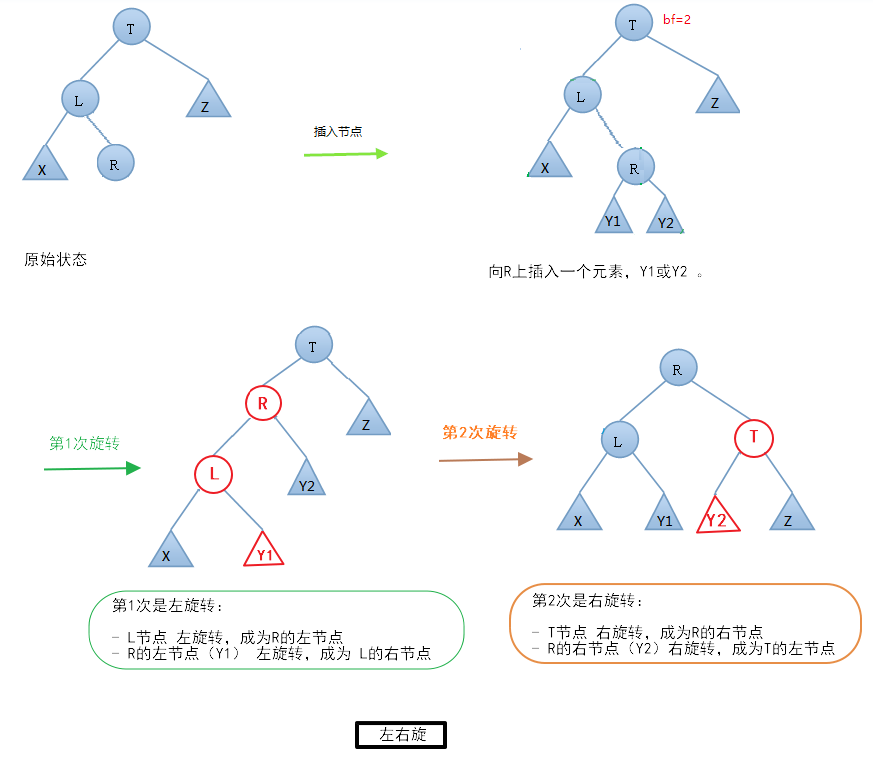 T
L
Z
X
R
原始状态
插入节点
T
bf=2
L
Z
X
R
Y1
Y2
向R上插入一个元素，Y1或Y2 。
第1次旋转
T
R
Z
L
Y2
X
Y1
第1次是左旋转：
- L节点 左旋转，成为R的左节点
- R的左节点（Y1） 左旋转，成为 L的右节点
第2次旋转
R
L
T
X
Y1
Y2
Z
第2次是右旋转：
- T节点 右旋转，成为R的右节点
- R的右节点（Y2）右旋转，成为T的左节点
左右旋